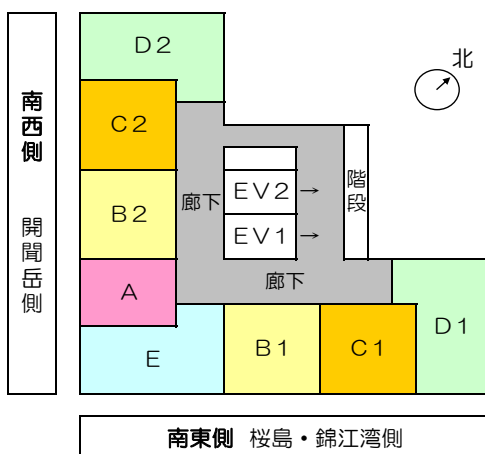 D2
北
C2
南西側 開聞岳側
階段
EV2 →
廊下
B2
EV1 →
A
廊下
D1
E
B1
C1
南東側 桜島・錦江湾側